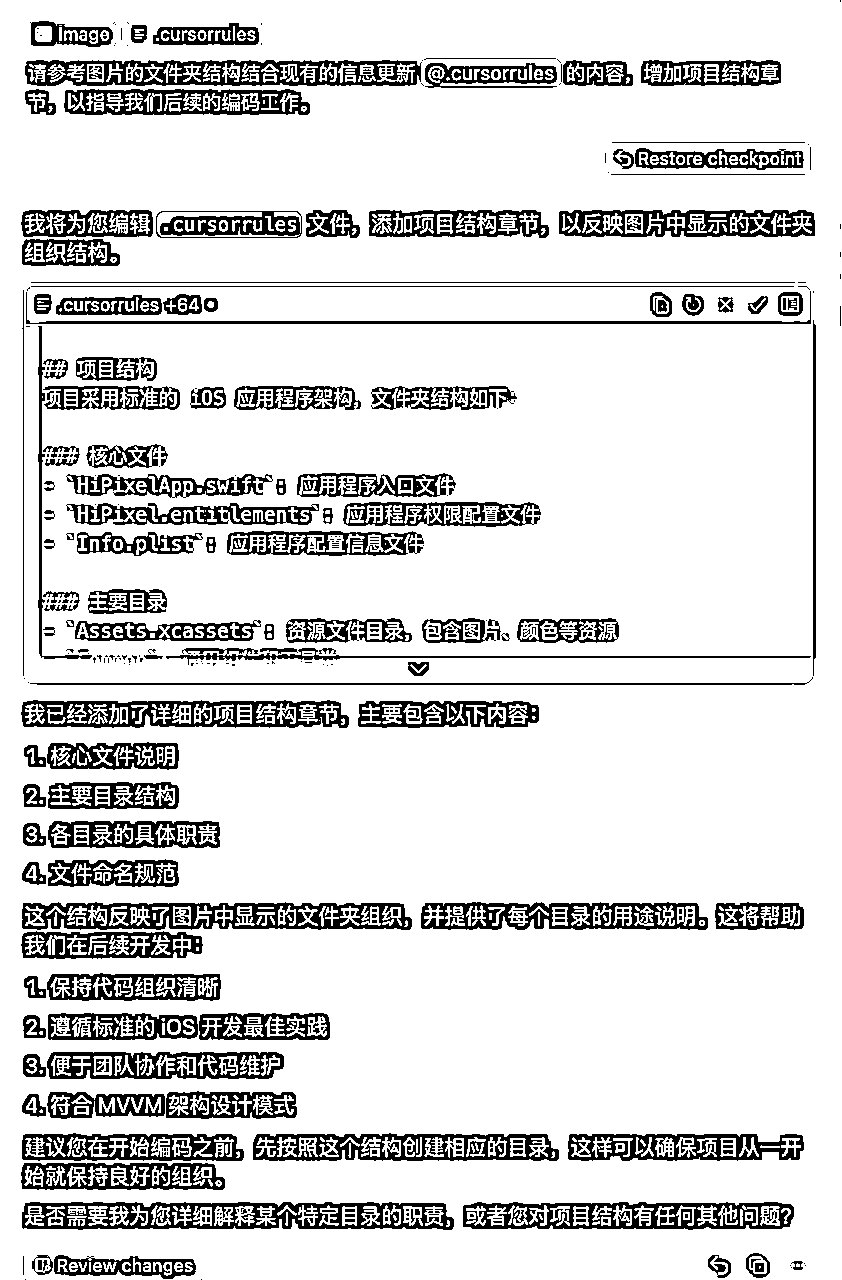 Image .cursorrules
请参考图片的文件夹结构结合现有的信息更新 @.cursorrules 的内容，增加项目结构章
节，以指导我们后续的编码工作。
Restore checkpoint
我将为您编辑 .cursorrules 文件，添加项目结构章节，以反映图片中显示的文件夹
组织结构。
.cursorrules +64
## 项目结构
项目采用标准的 iOS 应用程序架构，文件夹结构如下：
### 核心文件
- `HiPixelApp.swift`: 应用程序入口文件
- `HiPixel.entitlements`: 应用程序权限配置文件
- `Info.plist`: 应用程序配置信息文件
### 主要目录
- `Assets.xcassets`: 资源文件目录，包含图片、颜色等资源
我已经添加了详细的项目结构章节，主要包含以下内容：
1. 核心文件说明
2. 主要目录结构
3. 各目录的具体职责
4. 文件命名规范
这个结构反映了图片中显示的文件夹组织，并提供了每个目录的用途说明。这将帮助
我们在后续开发中：
1. 保持代码组织清晰
2. 遵循标准的 iOS 开发最佳实践
3. 便于团队协作和代码维护
4. 符合 MVVM 架构设计模式
建议您在开始编码之前，先按照这个结构创建相应的目录，这样可以确保项目从一开
始就保持良好的组织。
是否需要我为您详细解释某个特定目录的职责，或者您对项目结构有任何其他问题？
Review changes